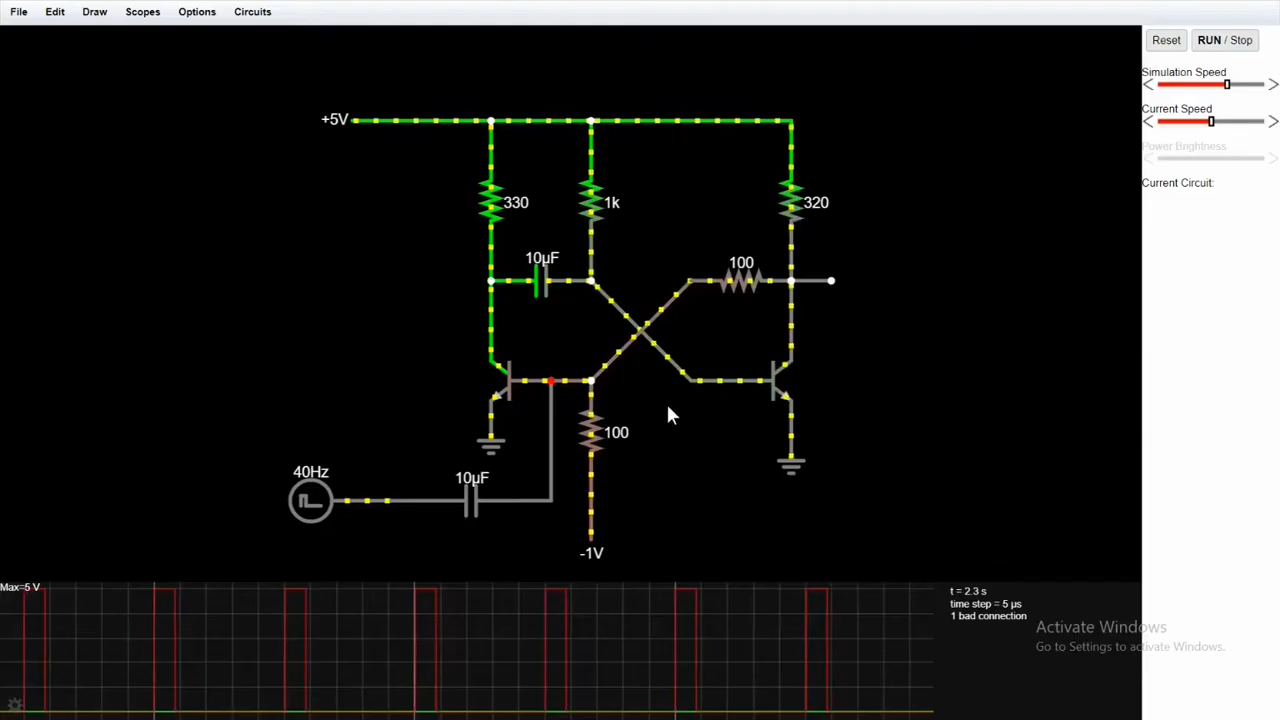 File Edit Draw Scopes Options Circuits
Reset RUN / Stop
Simulation Speed
Current Speed
Power Brightness
Current Circuit:
+5V
330
1k
320
10μF
100
100
40Hz
10μF
-1V
Max=5 V
t = 2.3 s
time step = 5 μs
1 bad connection
Activate Windows
Go to Settings to activate Windows.